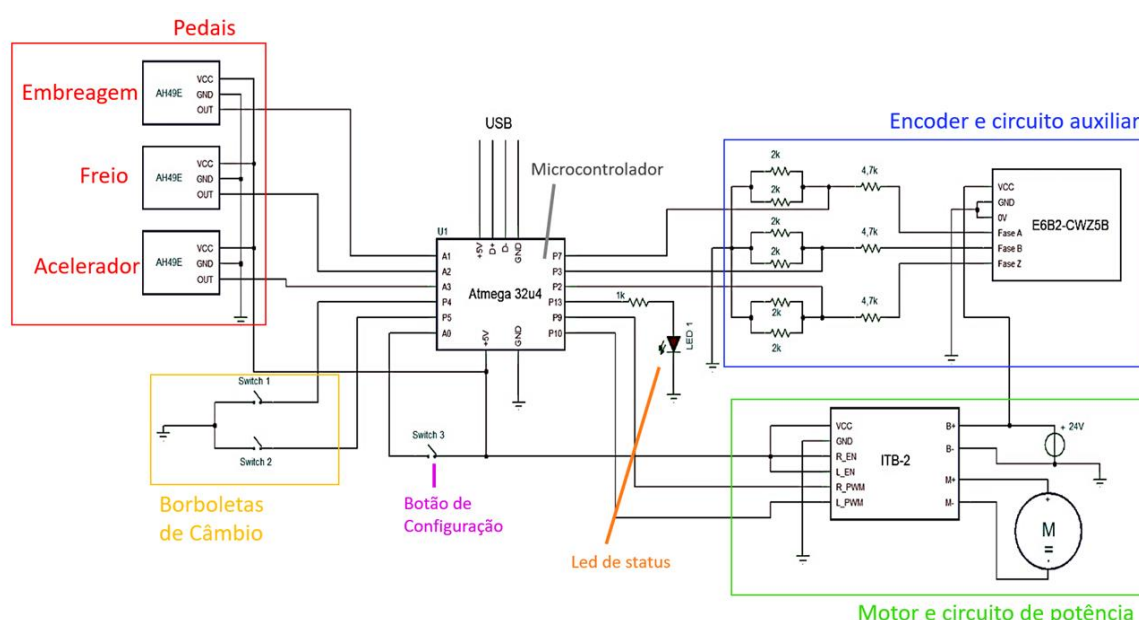 Pedais
Embreagem
AH49E
VCC
GND
OUT
Freio
AH49E
VCC
GND
OUT
Acelerador
AH49E
VCC
GND
OUT
USB
Microcontrolador
U1
+5V
D+
D-
GND
A1
A2
A3
P4
P5
A0
Atmega 32u4
P7
P3
P2
P13
P9
P10
+5V
GND
1k
LED 1
Encoder e circuito auxiliar
2k
2k
2k
2k
2k
2k
4,7k
4,7k
4,7k
VCC
GND
0V
Fase A
Fase B
Fase Z
E6B2-CWZ5B
Switch 1
Switch 2
Borboletas
de Câmbio
Switch 3
Botão de
Configuração
Led de status
VCC
GND
R_EN
L_EN
R_PWM
L_PWM
ITB-2
B+
B-
M+
M-
+ 24V
+
M
=
-
Motor e circuito de potência